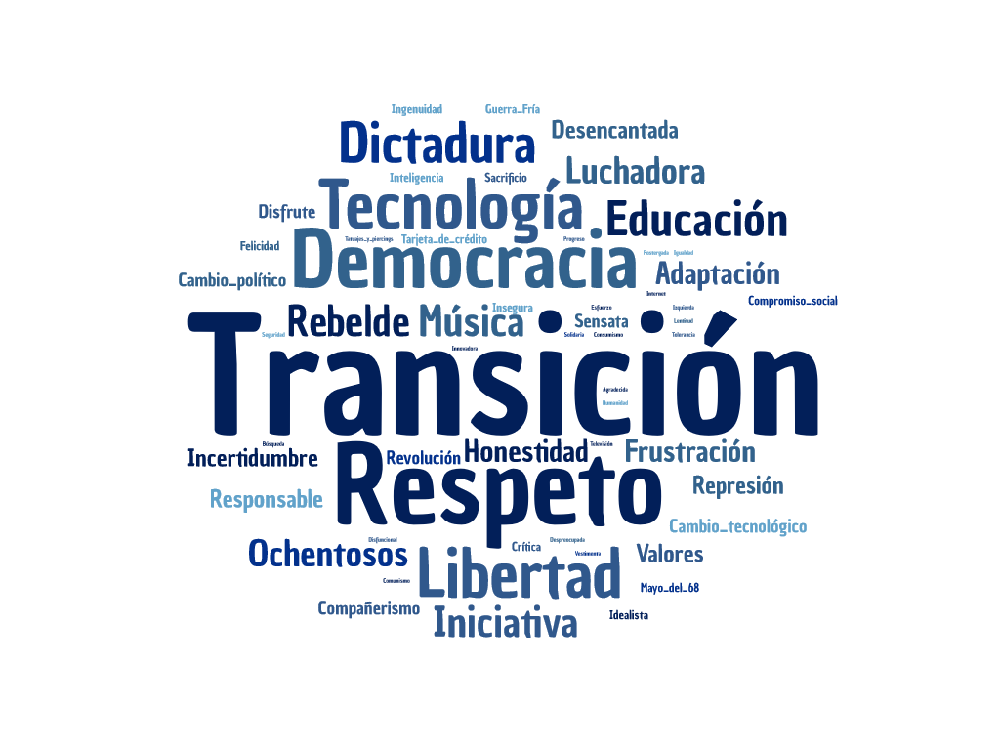 Ingenuidad
Guerra_Fría
Dictadura
Desencantada
Inteligencia
Sacrificio
Luchadora
Disfrute
Tecnología
Educación
Felicidad
Tatuajes_y_piercings
Tarjeta_de_crédito
Progreso
Postergada
Igualdad
Cambio_político
Democracia
Adaptación
Internet
Compromiso_social
Rebelde
Música
Insegura
Esfuerzo
Izquierda
Sensata
Luminal
Seguridad
Solidaria
Consumismo
Tolerancia
Innovadora
Transición
Agradecida
Humanidad
Búsqueda
Televisión
Incertidumbre
Revolución
Honestidad
Frustración
Respeto
Represión
Responsable
Cambio_tecnológico
Disfuncional
Crítica
Despreocupada
Ochentosos
Vestimenta
Valores
Comunismo
Libertad
Mayo_del_68
Compañerismo
Iniciativa
Idealista